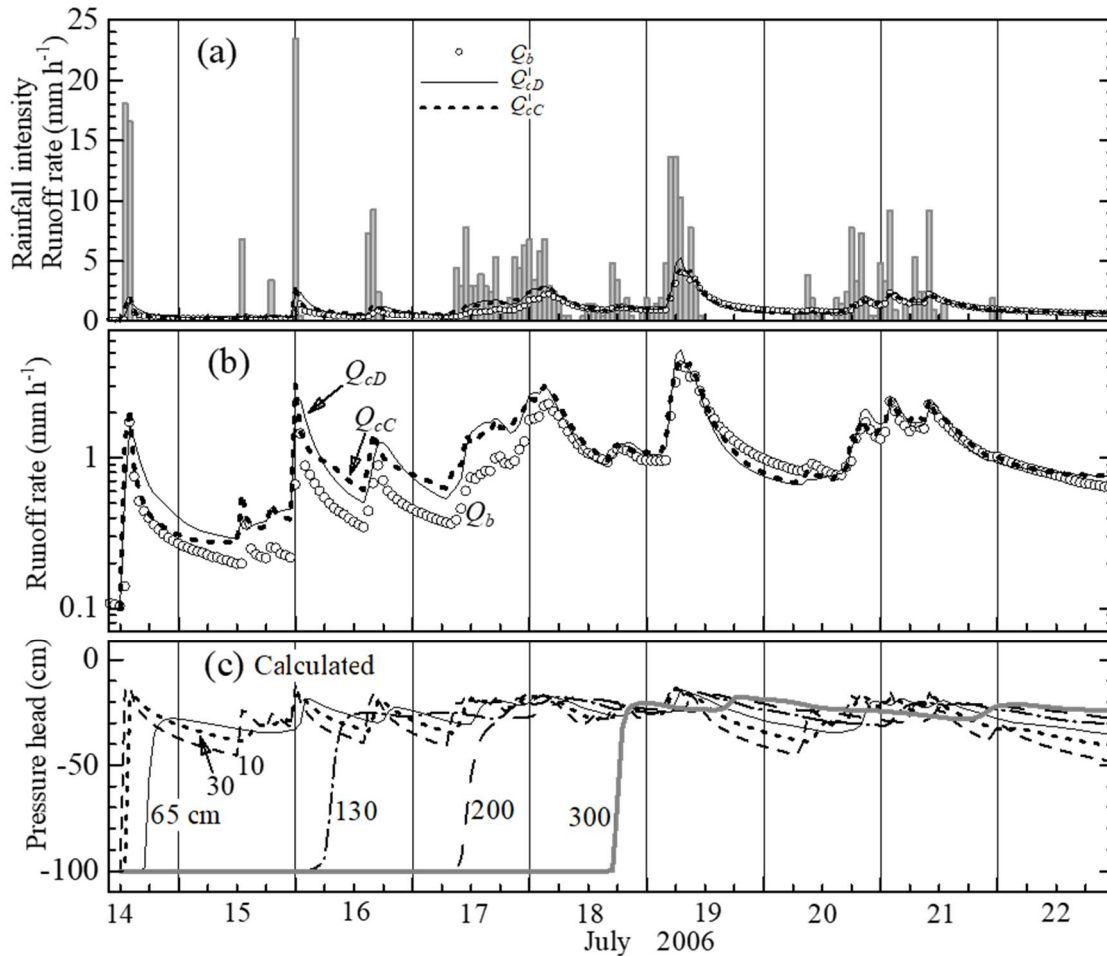 25
20
15
10
5
0
Rainfall intensity
Runoff rate (mm h⁻¹)
(a)
Q_b
Q_cD
Q_cC
1
0.1
Runoff rate (mm h⁻¹)
(b)
Q_cD
Q_cC
Q_b
0
-50
-100
Pressure head (cm)
(c) Calculated
10
30
65 cm
130
200
300
14 15 16 17 18 19 20 21 22
July 2006